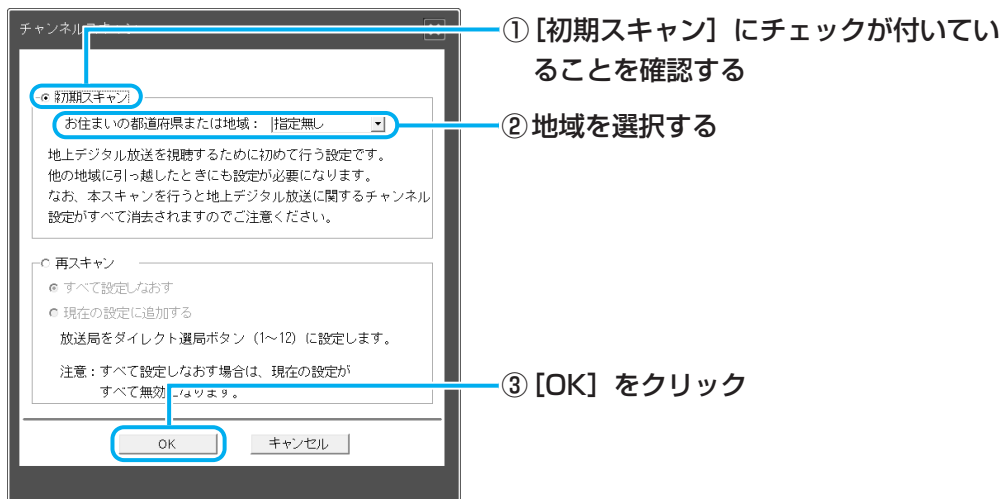 チャンネルスキャン
①[初期スキャン]にチェックが付いてい
ることを確認する
初期スキャン
お住まいの都道府県または地域： 指定無し
②地域を選択する
地上デジタル放送を視聴するために初めて行う設定です。
他の地域に引っ越したときにも設定が必要になります。
なお、本スキャンを行うと地上デジタル放送に関するチャンネル
設定がすべて消去されますのでご注意ください。
再スキャン
すべて設定しなおす
現在の設定に追加する
放送局をダイレクト選局ボタン（1～12）に設定します。
注意：すべて設定しなおす場合は、現在の設定が
すべて無効になります。
③[OK]をクリック
OK キャンセル